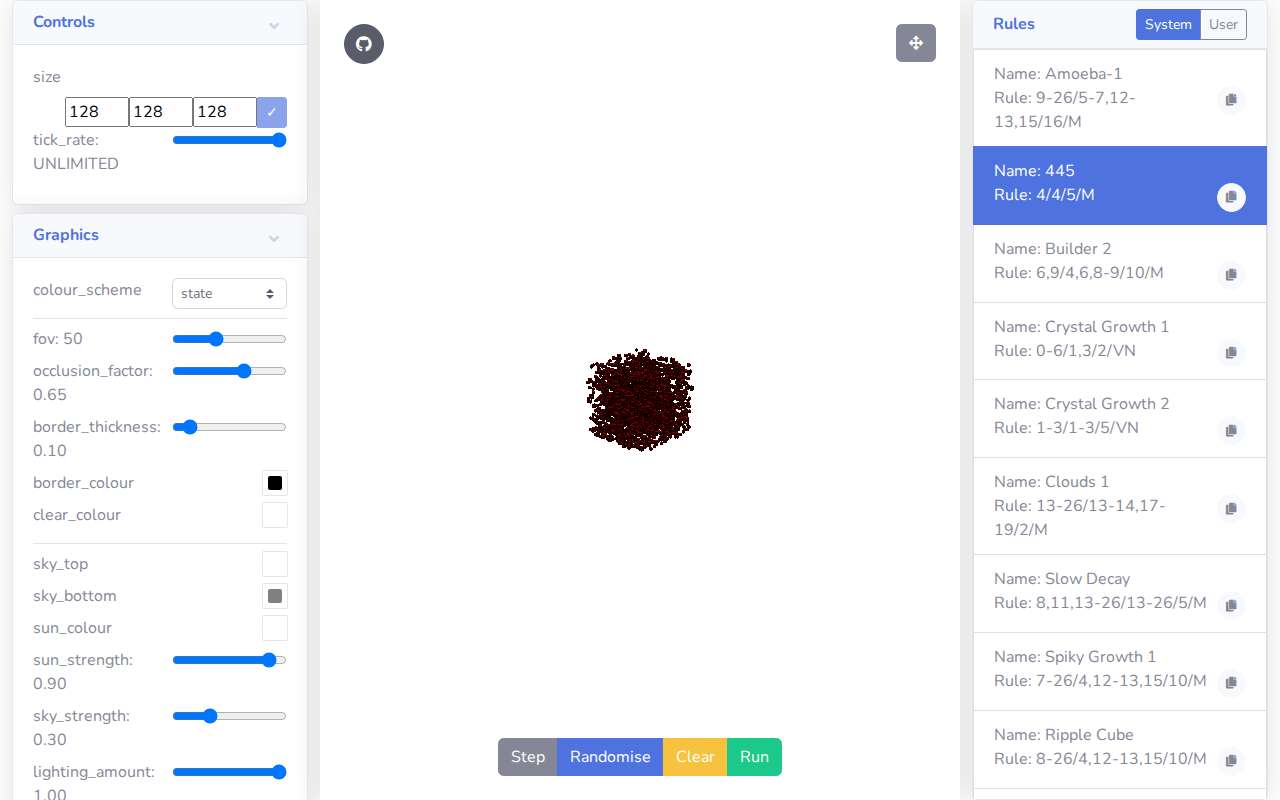 Controls
size
128 128 128 ✓
tick_rate:
UNLIMITED
Graphics
colour_scheme state
fov: 50
occlusion_factor:
0.65
border_thickness:
0.10
border_colour
clear_colour
sky_top
sky_bottom
sun_colour
sun_strength:
0.90
sky_strength:
0.30
lighting_amount:
1.00
Step Randomise Clear Run
Rules System User
Name: Amoeba-1
Rule: 9-26/5-7,12-
13,15/16/M
Name: 445
Rule: 4/4/5/M
Name: Builder 2
Rule: 6,9/4,6,8-9/10/M
Name: Crystal Growth 1
Rule: 0-6/1,3/2/VN
Name: Crystal Growth 2
Rule: 1-3/1-3/5/VN
Name: Clouds 1
Rule: 13-26/13-14,17-
19/2/M
Name: Slow Decay
Rule: 8,11,13-26/13-26/5/M
Name: Spiky Growth 1
Rule: 7-26/4,12-13,15/10/M
Name: Ripple Cube
Rule: 8-26/4,12-13,15/10/M